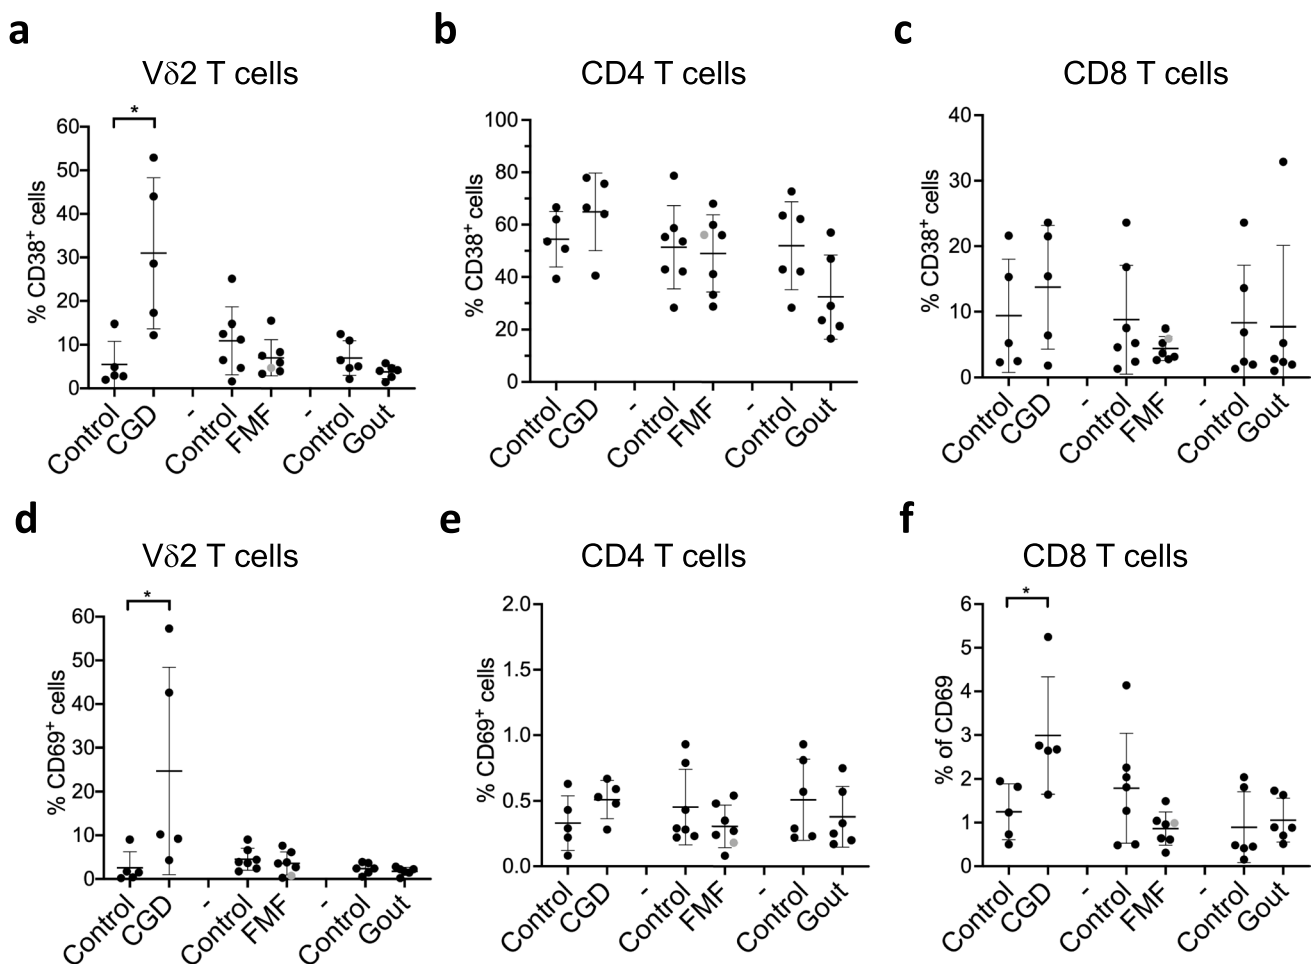 a
Vδ2 T cells
*
% CD38⁺ cells
60
50
40
30
20
10
0
Control
CGD
-
Control
FMF
-
Control
Gout
b
CD4 T cells
% CD38⁺ cells
100
80
60
40
20
0
Control
CGD
-
Control
FMF
-
Control
Gout
c
CD8 T cells
% CD38⁺ cells
40
30
20
10
0
Control
CGD
-
Control
FMF
-
Control
Gout
d
Vδ2 T cells
*
% CD69⁺ cells
60
50
40
30
20
10
0
Control
CGD
-
Control
FMF
-
Control
Gout
e
CD4 T cells
% CD69⁺ cells
2.0
1.5
1.0
0.5
0.0
Control
CGD
-
Control
FMF
-
Control
Gout
f
CD8 T cells
*
% of CD69
6
5
4
3
2
1
0
Control
CGD
-
Control
FMF
-
Control
Gout